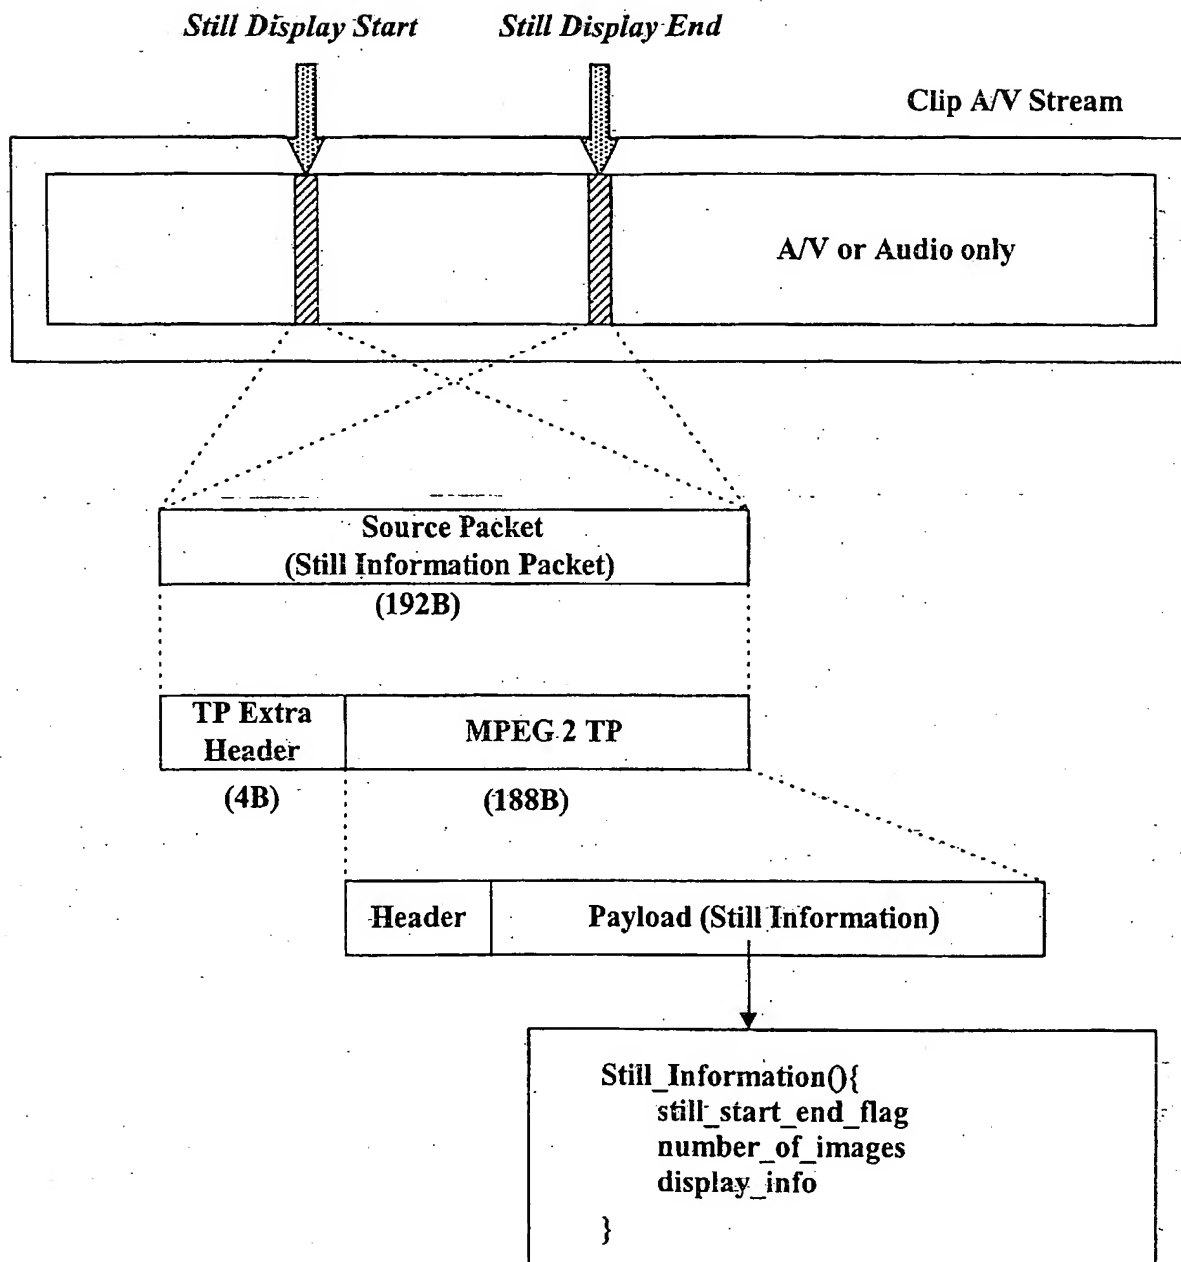 Still Display Start
Still Display End
Clip A/V Stream
A/V or Audio only
Source Packet
(Still Information Packet)
(192B)
TP Extra
Header
MPEG 2 TP
(4B)
(188B)
Header
Payload (Still Information)
Still_Information(){
still_start_end_flag
number_of_images
display_info
}